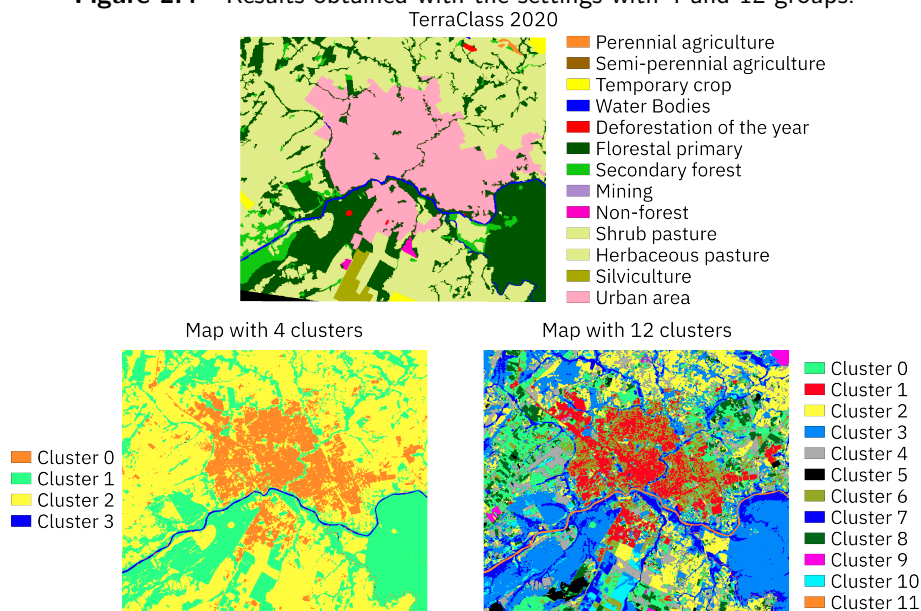 Figure 2.4 Results obtained with the settings with 4 and 12 groups.
TerraClass 2020
Perennial agriculture
Semi-perennial agriculture
Temporary crop
Water Bodies
Deforestation of the year
Florestal primary
Secondary forest
Mining
Non-forest
Shrub pasture
Herbaceous pasture
Silviculture
Urban area
Map with 4 clusters
Cluster 0
Cluster 1
Cluster 2
Cluster 3
Map with 12 clusters
Cluster 0
Cluster 1
Cluster 2
Cluster 3
Cluster 4
Cluster 5
Cluster 6
Cluster 7
Cluster 8
Cluster 9
Cluster 10
Cluster 11